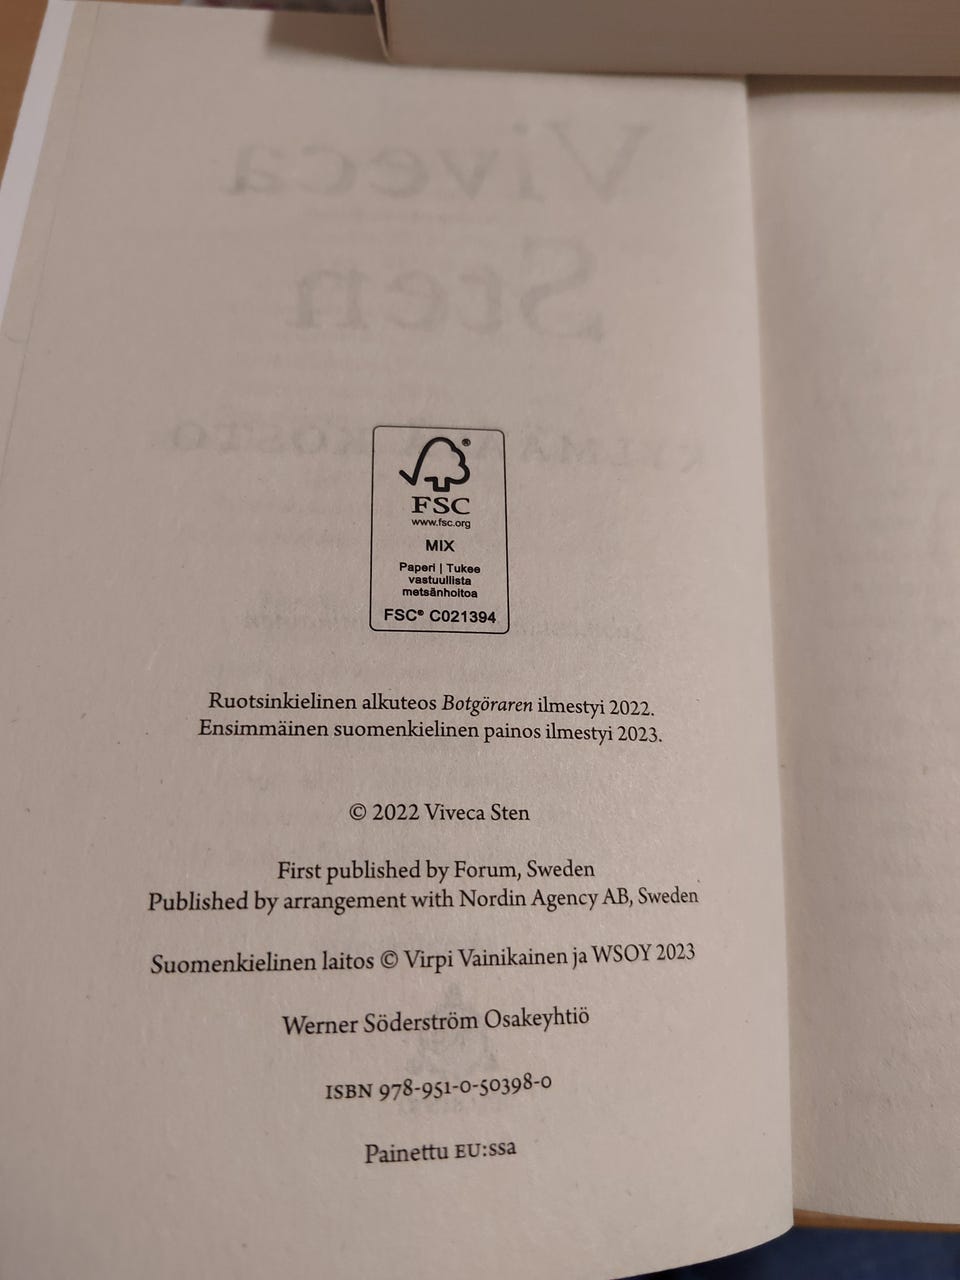 Viveca
Sten
FSC®
www.fsc.org
MIX
Paperi | Tukee
vastuullista
metsänhoitoa
FSC® C021394
Ruotsinkielinen alkuteos Botgöraren ilmestyi 2022.
Ensimmäinen suomenkielinen painos ilmestyi 2023.
© 2022 Viveca Sten
First published by Forum, Sweden
Published by arrangement with Nordin Agency AB, Sweden
Suomenkielinen laitos © Virpi Vainikainen ja WSOY 2023
Werner Söderström Osakeyhtiö
ISBN 978-951-0-50398-0
Painettu EU:ssa